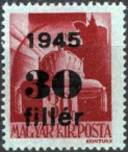 1945
30
fillér
MAGYAR KIR. POSTA